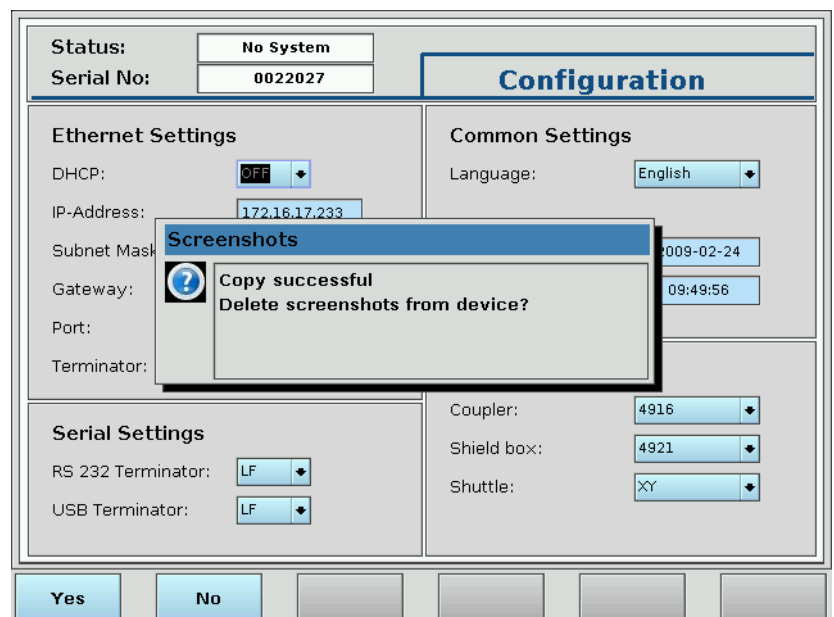 Status: No System
Serial No: 0022027
Configuration
Ethernet Settings
DHCP: OFF
IP-Address: 172.16.17.233
Subnet Mask
Gateway:
Port:
Terminator:
Common Settings
Language: English
2009-02-24
09:49:56
Screenshots
Copy successful
Delete screenshots from device?
Serial Settings
RS 232 Terminator: LF
USB Terminator: LF
Coupler: 4916
Shield box: 4921
Shuttle: XY
Yes
No